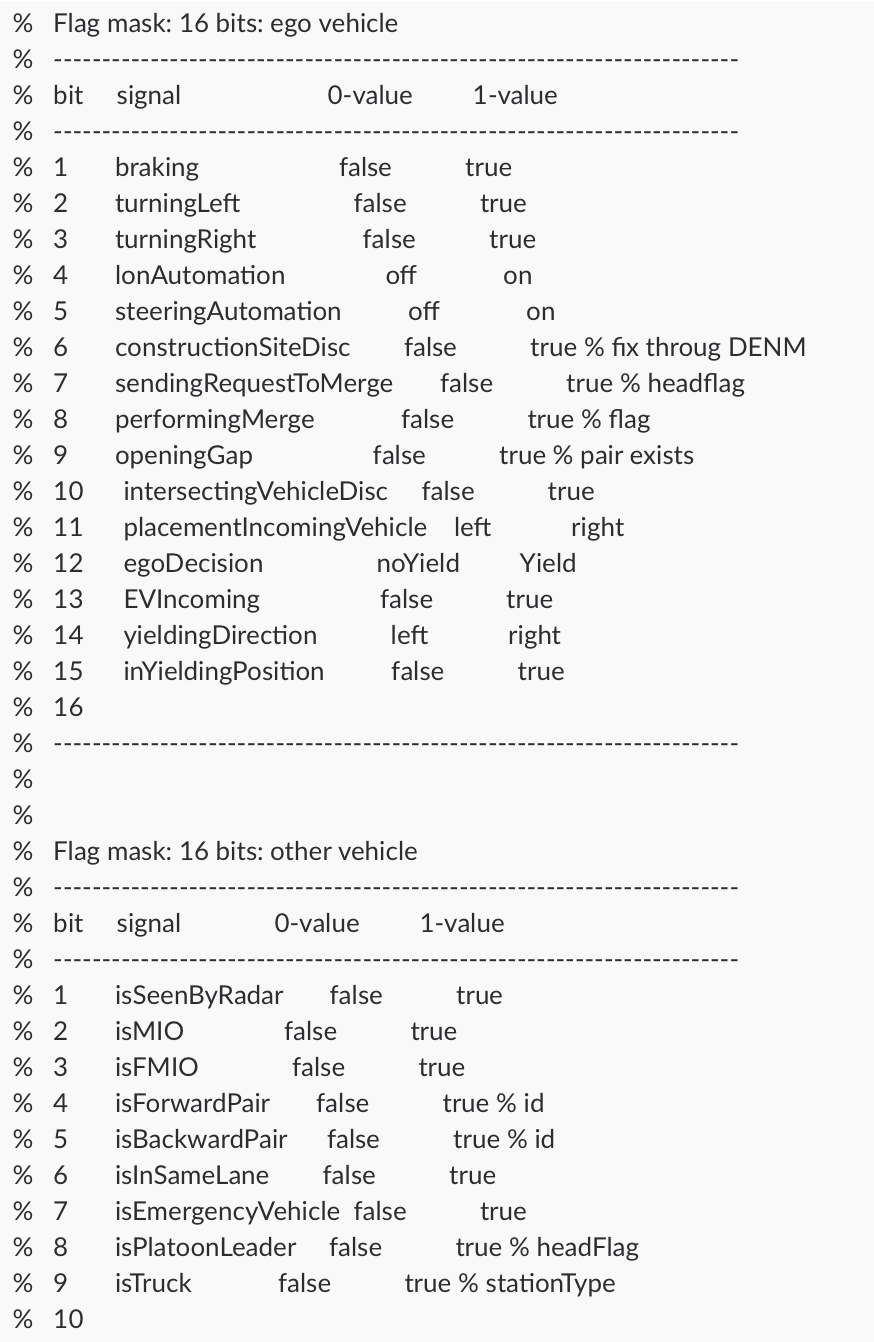 % Flag mask: 16 bits: ego vehicle
% -----------------------------------------------------------------------
% bit signal 0-value 1-value
% -----------------------------------------------------------------------
% 1 braking false true
% 2 turningLeft false true
% 3 turningRight false true
% 4 lonAutomation off on
% 5 steeringAutomation off on
% 6 constructionSiteDisc false true % fix throug DENM
% 7 sendingRequestToMerge false true % headflag
% 8 performingMerge false true % flag
% 9 openingGap false true % pair exists
% 10 intersectingVehicleDisc false true
% 11 placementIncomingVehicle left right
% 12 egoDecision noYield Yield
% 13 EVIncoming false true
% 14 yieldingDirection left right
% 15 inYieldingPosition false true
% 16
% -----------------------------------------------------------------------
%
%
% Flag mask: 16 bits: other vehicle
% -----------------------------------------------------------------------
% bit signal 0-value 1-value
% -----------------------------------------------------------------------
% 1 isSeenByRadar false true
% 2 isMIO false true
% 3 isFMIO false true
% 4 isForwardPair false true % id
% 5 isBackwardPair false true % id
% 6 isInSameLane false true
% 7 isEmergencyVehicle false true
% 8 isPlatoonLeader false true % headFlag
% 9 isTruck false true % stationType
% 10